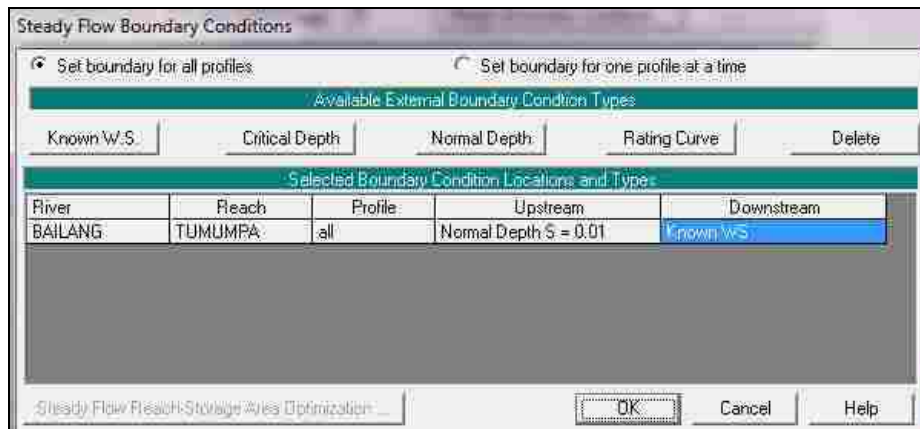 Steady Flow Boundary Conditions
Set boundary for all profiles Set boundary for one profile at a time
Available External Boundary Condtion Types
Known W.S. Critical Depth Normal Depth Rating Curve Delete
Selected Boundary Condition Locations and Types
River Reach Profile Upstream Downstream
BAILANG TUMUMPA all Normal Depth S = 0.01 Known WS
Steady Flow Reach-Storage Area Optimization ... OK Cancel Help